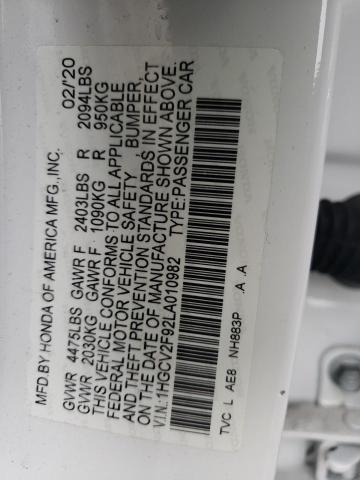 MFD.BY HONDA OF AMERICA MFG.,INC. 02/'20
GVWR 4475LBS GAWR F 2403LBS R 2094LBS
GVWR 2030KG GAWR F 1090KG R 950KG
THIS VEHICLE CONFORMS TO ALL APPLICABLE
FEDERAL MOTOR VEHICLE SAFETY BUMPER,
AND THEFT PREVENTION STANDARDS IN EFFECT
ON THE DATE OF MANUFACTURE SHOWN ABOVE.
V.I.N.:1HGCV2F92LA010982 TYPE:PASSENGER CAR
TVC L AE8 NH883P .A .A